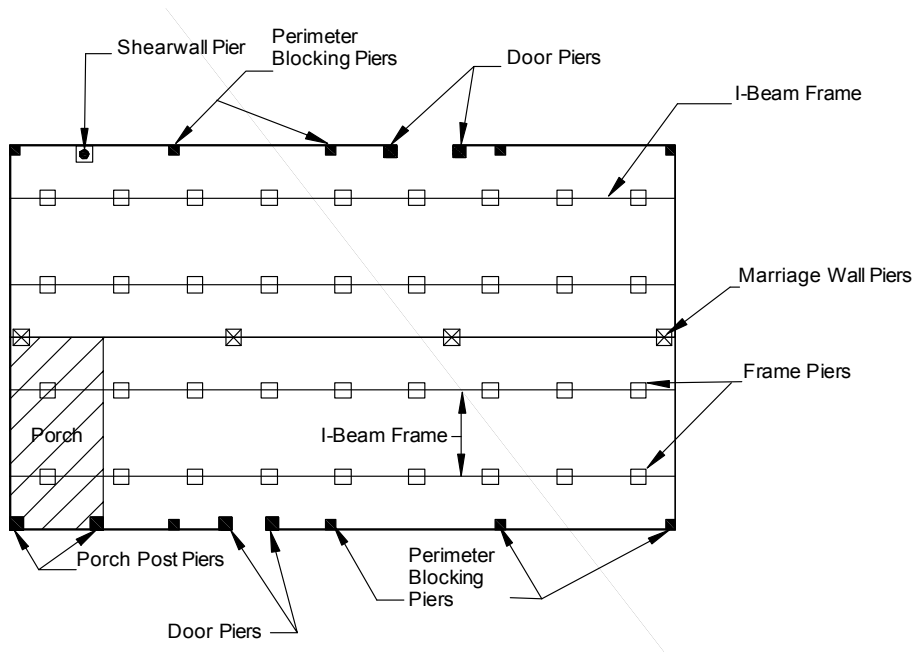 Shearwall Pier
Perimeter
Blocking Piers
Door Piers
I-Beam Frame
Marriage Wall Piers
Frame Piers
Porch
I-Beam Frame
Porch Post Piers
Perimeter
Blocking
Piers
Door Piers